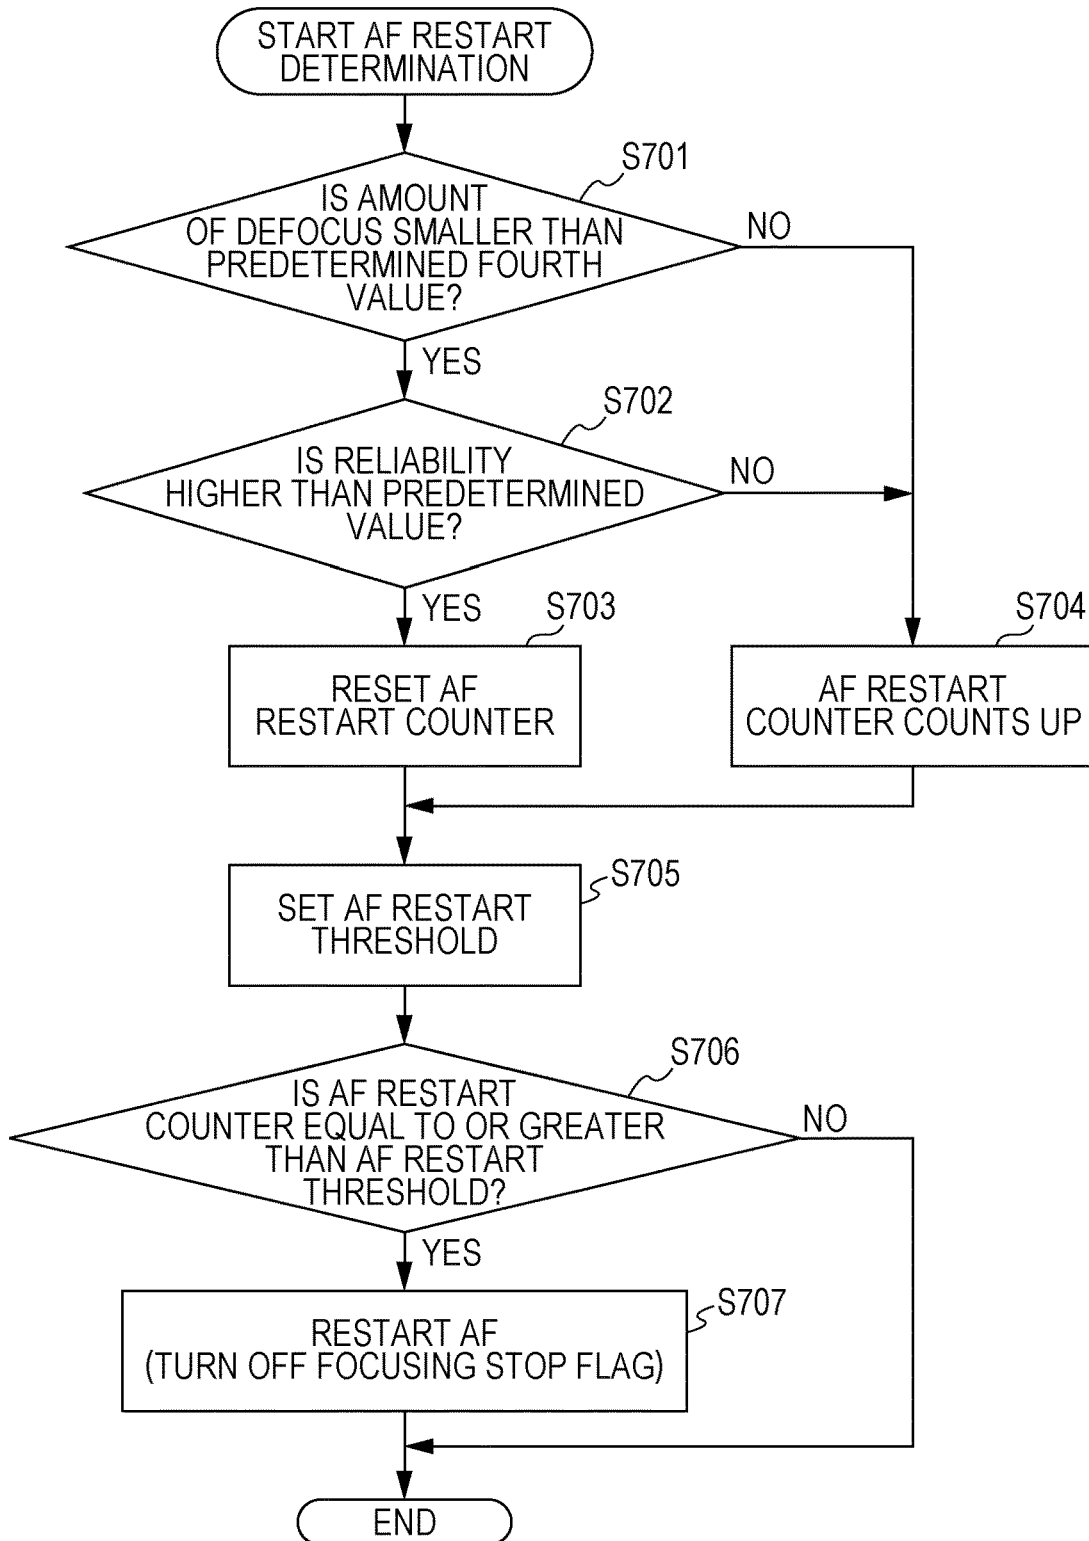 START AF RESTART
DETERMINATION
S701
IS AMOUNT
OF DEFOCUS SMALLER THAN
PREDETERMINED FOURTH
VALUE?
NO
YES
S702
IS RELIABILITY
HIGHER THAN PREDETERMINED
VALUE?
NO
YES
S703
RESET AF
RESTART COUNTER
S704
AF RESTART
COUNTER COUNTS UP
S705
SET AF RESTART
THRESHOLD
S706
IS AF RESTART
COUNTER EQUAL TO OR GREATER
THAN AF RESTART
THRESHOLD?
NO
YES
S707
RESTART AF
(TURN OFF FOCUSING STOP FLAG)
END